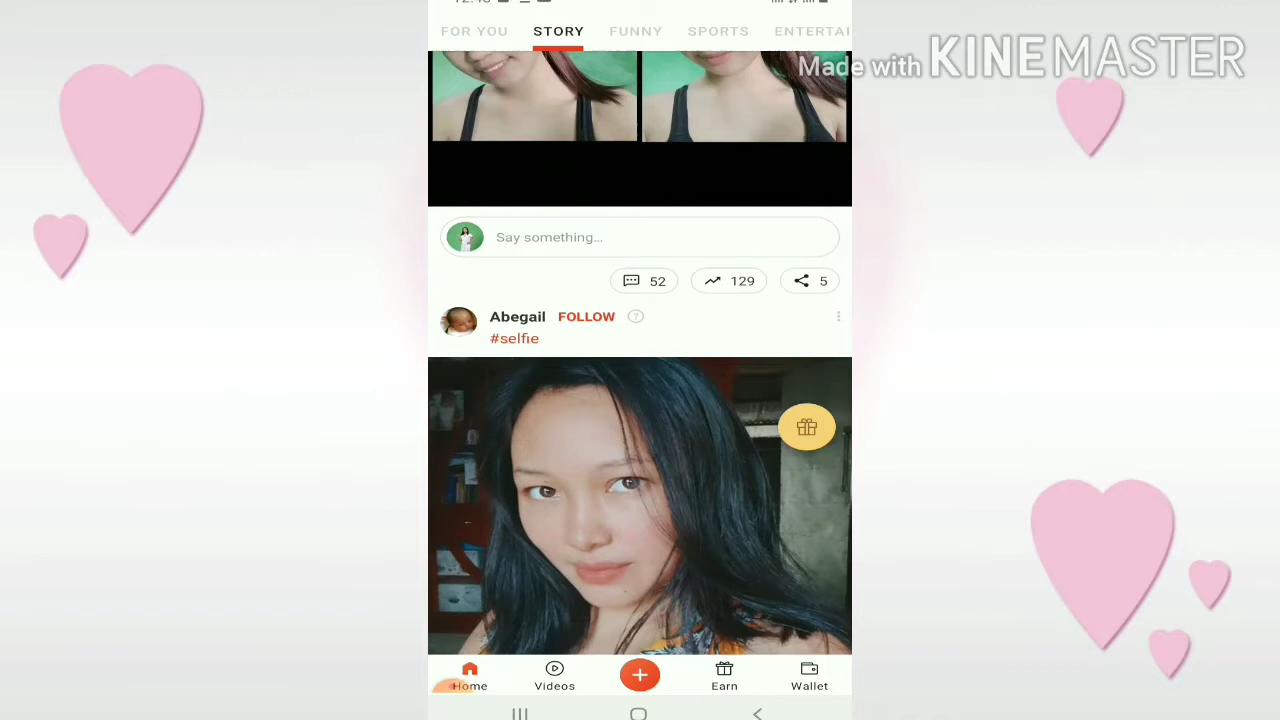 FOR YOU STORY FUNNY SPORTS ENTERTAI
Made with KINEMASTER
Say something...
52 129 5
Abegail FOLLOW ?
#selfie
Home Videos Earn Wallet